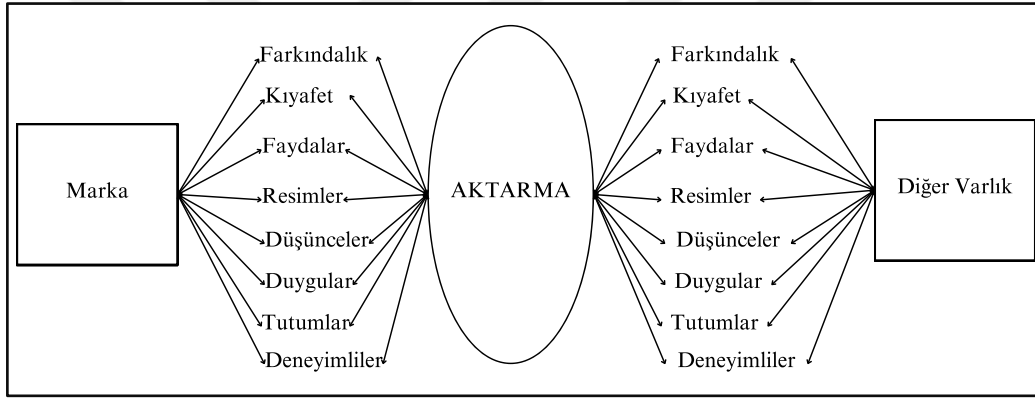 Farkındalık Farkındalık
Kıyafet Kıyafet
Faydalar Faydalar
Marka Resimler AKTARMA Resimler Diğer Varlık
Düşünceler Düşünceler
Duygular Duygular
Tutumlar Tutumlar
Deneyimliler Deneyimliler